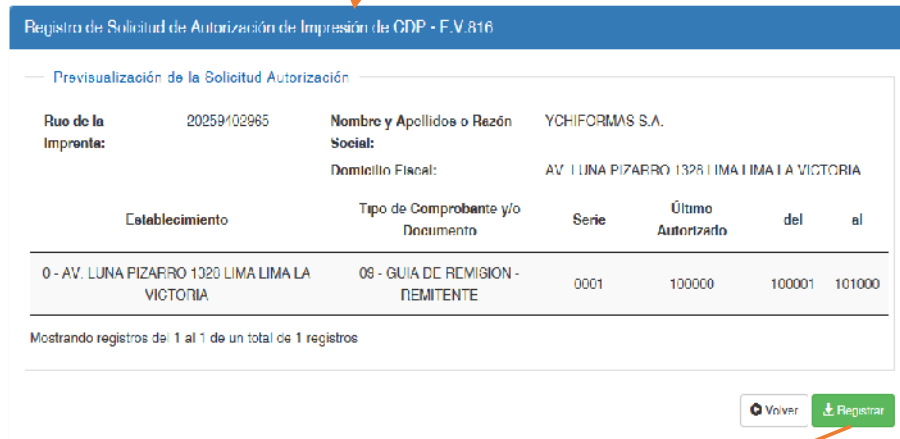 Registro de Solicitud de Autorización de Impresión de CDP - F.V.816
Previsualización de la Solicitud Autorización
Ruc de la Imprenta: 20259402965 Nombre y Apellidos o Razón Social: YCHIFORMAS S.A.
Domicilio Fiscal: AV. LUNA PIZARRO 1328 LIMA LIMA LA VICTORIA
Establecimiento Tipo de Comprobante y/o Documento Serie Último Autorizado del al
0 - AV. LUNA PIZARRO 1328 LIMA LIMA LA VICTORIA 09 - GUIA DE REMISION - REMITENTE 0001 100000 100001 101000
Mostrando registros del 1 al 1 de un total de 1 registros
Volver Registrar